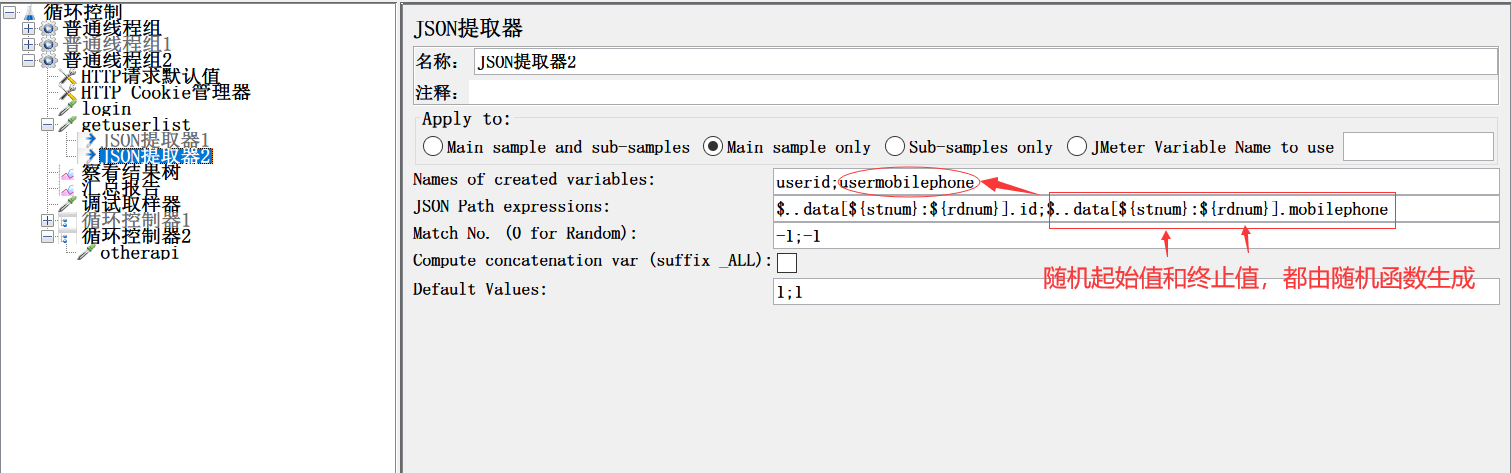 循环控制
普通线程组
普通线程组1
普通线程组2
HTTP请求默认值
HTTP Cookie管理器
login
getuserlist
JSON提取器1
JSON提取器2
察看结果树
汇总报告
调试取样器
循环控制器1
循环控制器2
otherapi
JSON提取器
名称: JSON提取器2
注释:
Apply to:
Main sample and sub-samples Main sample only Sub-samples only JMeter Variable Name to use
Names of created variables: userid;usermobilephone
JSON Path expressions: $..data[${stnum}:${rdnum}].id;$..data[${stnum}:${rdnum}].mobilephone
Match No. (0 for Random): -1;-1
Compute concatenation var (suffix _ALL):
随机起始值和终止值，都由随机函数生成
Default Values: 1;1